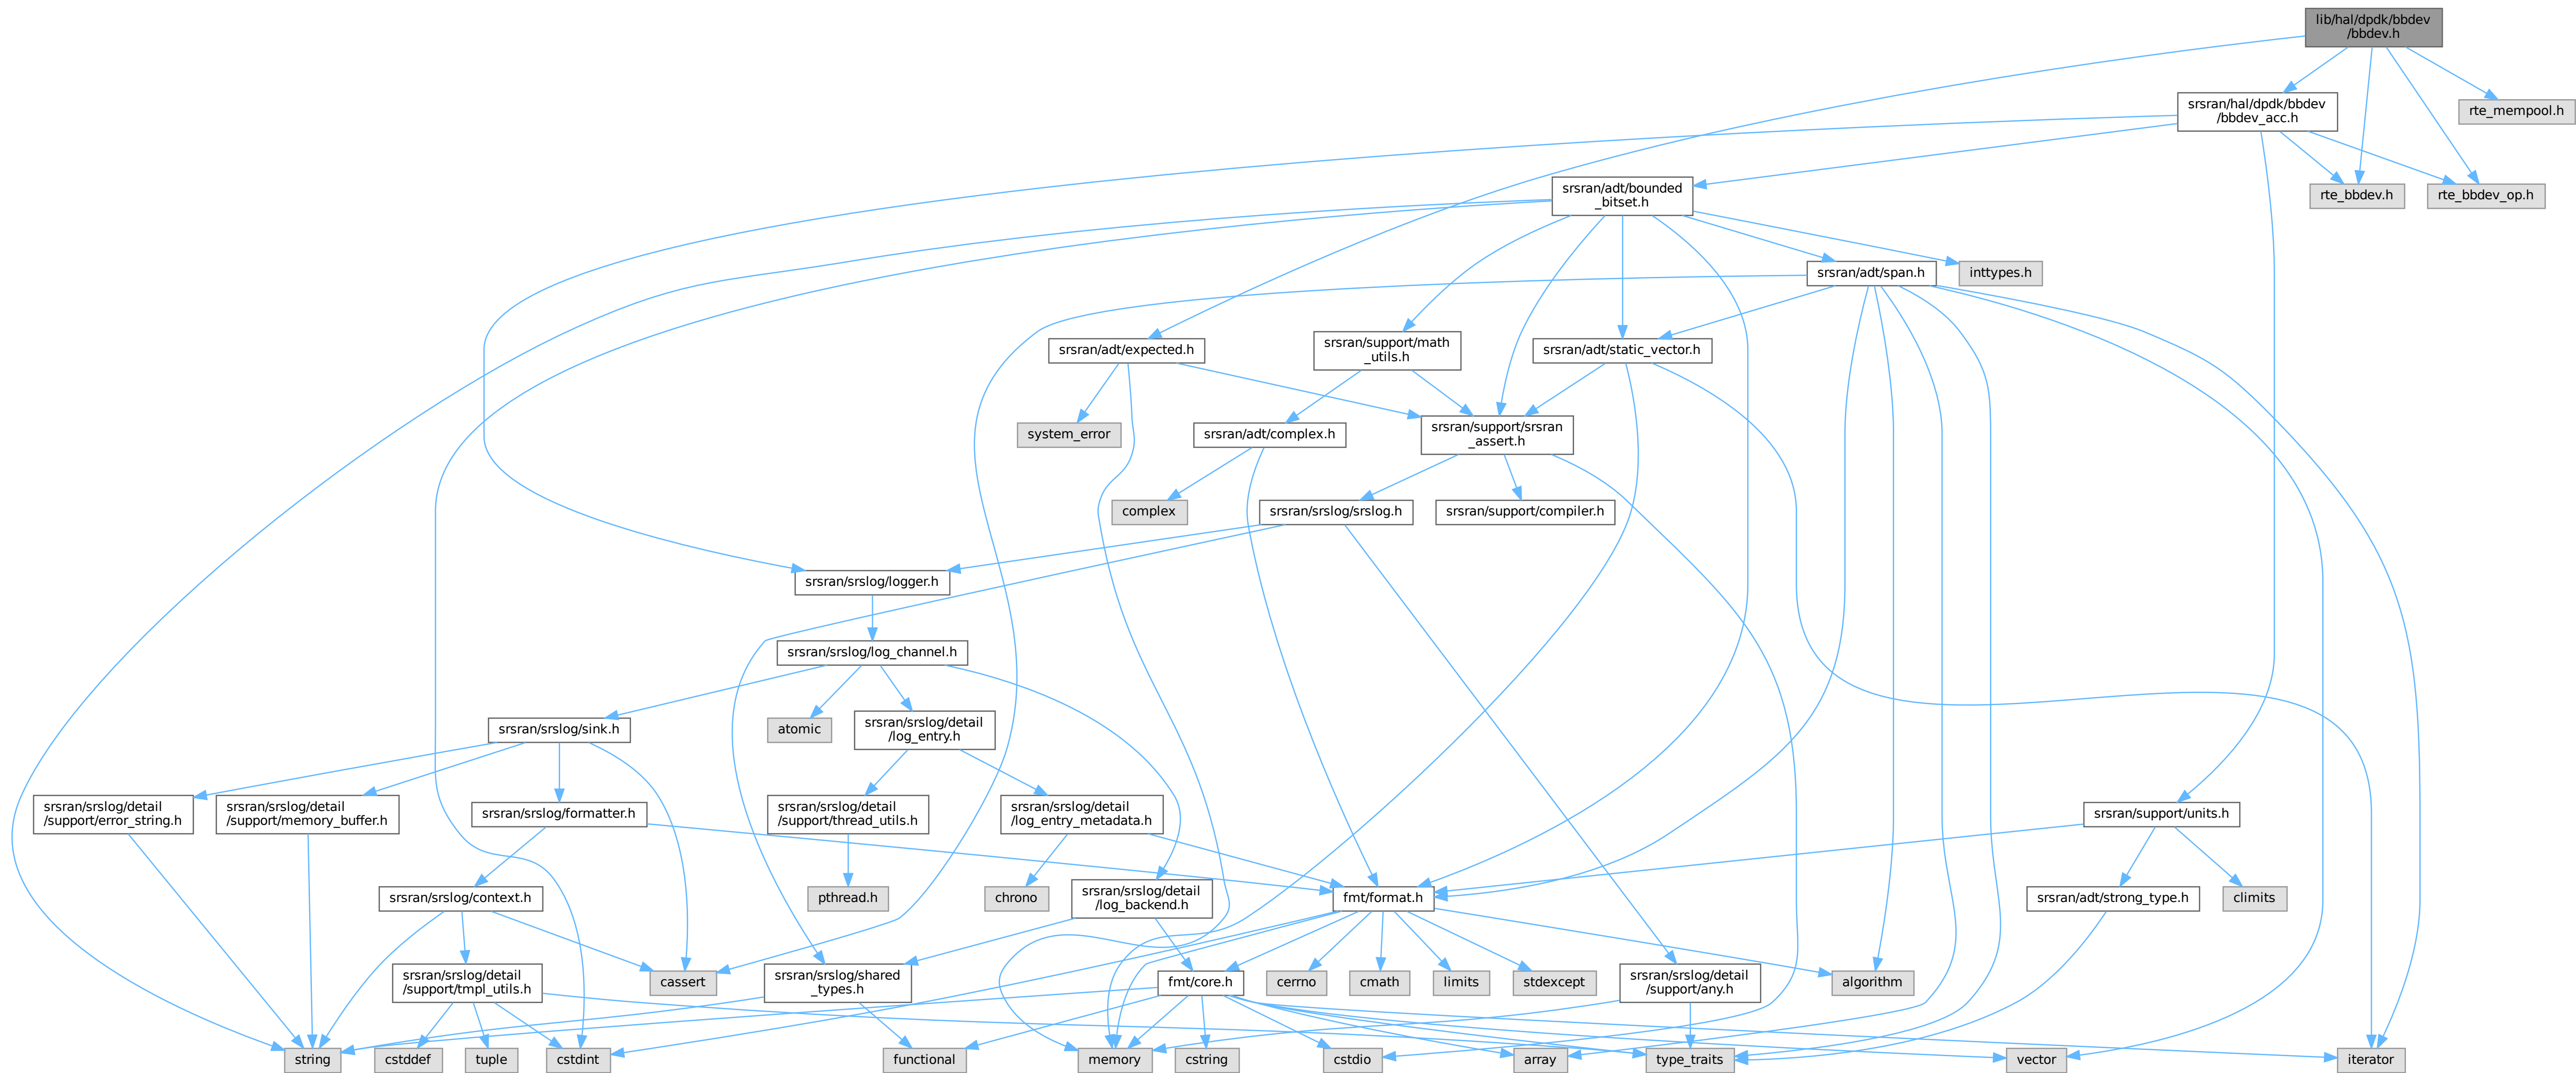 lib/hal/dpdk/bbdev
/bbdev.h
srsran/hal/dpdk/bbdev
/bbdev_acc.h
rte_mempool.h
srsran/adt/bounded
_bitset.h
rte_bbdev.h
rte_bbdev_op.h
srsran/adt/span.h
inttypes.h
srsran/adt/expected.h
srsran/support/math
_utils.h
srsran/adt/static_vector.h
system_error
srsran/adt/complex.h
srsran/support/srsran
_assert.h
complex
srsran/srslog/srslog.h
srsran/support/compiler.h
srsran/srslog/logger.h
srsran/srslog/log_channel.h
srsran/srslog/sink.h
atomic
srsran/srslog/detail
/log_entry.h
srsran/srslog/detail
/support/error_string.h
srsran/srslog/detail
/support/memory_buffer.h
srsran/srslog/formatter.h
srsran/srslog/detail
/support/thread_utils.h
srsran/srslog/detail
/log_entry_metadata.h
srsran/support/units.h
srsran/srslog/context.h
pthread.h
chrono
srsran/srslog/detail
/log_backend.h
fmt/format.h
srsran/adt/strong_type.h
climits
srsran/srslog/detail
/support/tmpl_utils.h
cassert
srsran/srslog/shared
_types.h
fmt/core.h
cerrno
cmath
limits
stdexcept
srsran/srslog/detail
/support/any.h
algorithm
string
cstddef
tuple
cstdint
functional
memory
cstring
cstdio
array
type_traits
vector
iterator